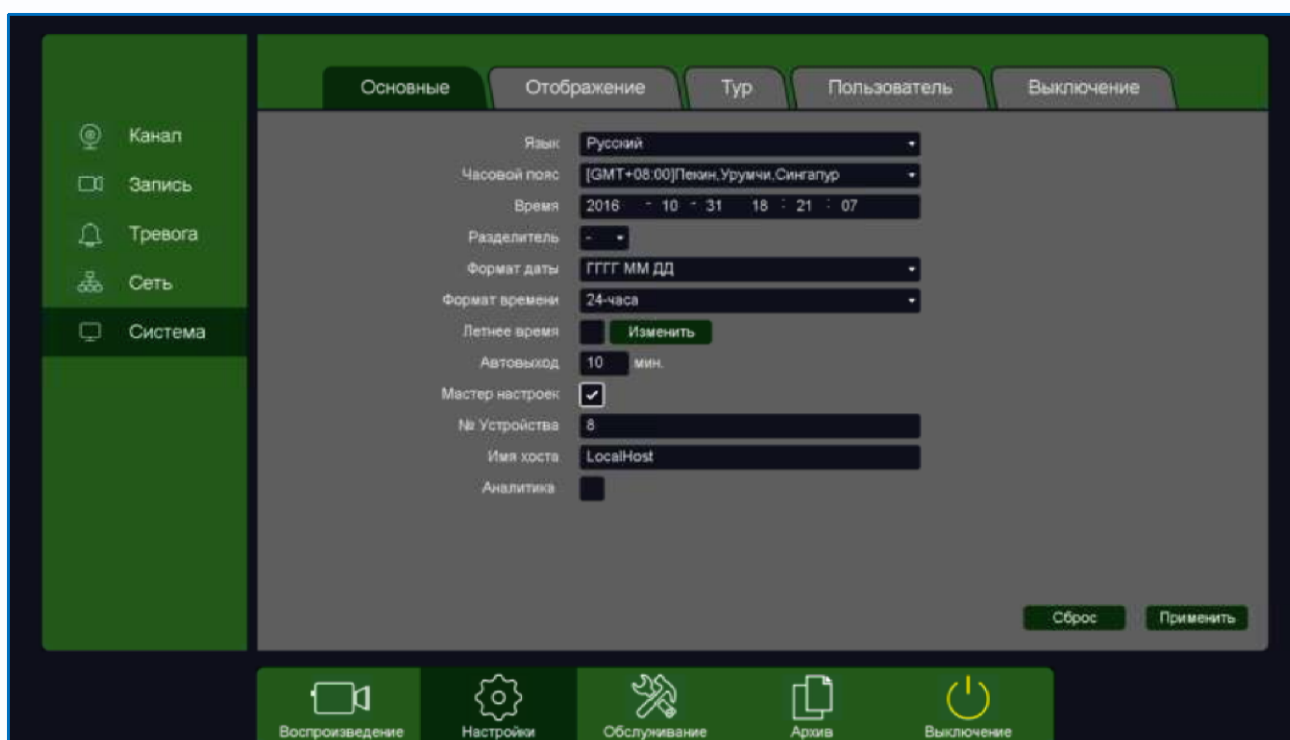 Основные Отображение Тур Пользователь Выключение
Канал
Запись
Тревога
Сеть
Система
Язык Русский
Часовой пояс [GMT+08:00]Пекин,Урумчи,Сингапур
Время 2016 - 10 - 31 18 : 21 : 07
Разделитель -
Формат даты ГГГГ ММ ДД
Формат времени 24-часа
Летнее время Изменить
Автовыход 10 мин.
Мастер настроек
№ Устройства 8
Имя хоста LocalHost
Аналитика
Сброс Применить
Воспроизведение Настройки Обслуживание Архив Выключение